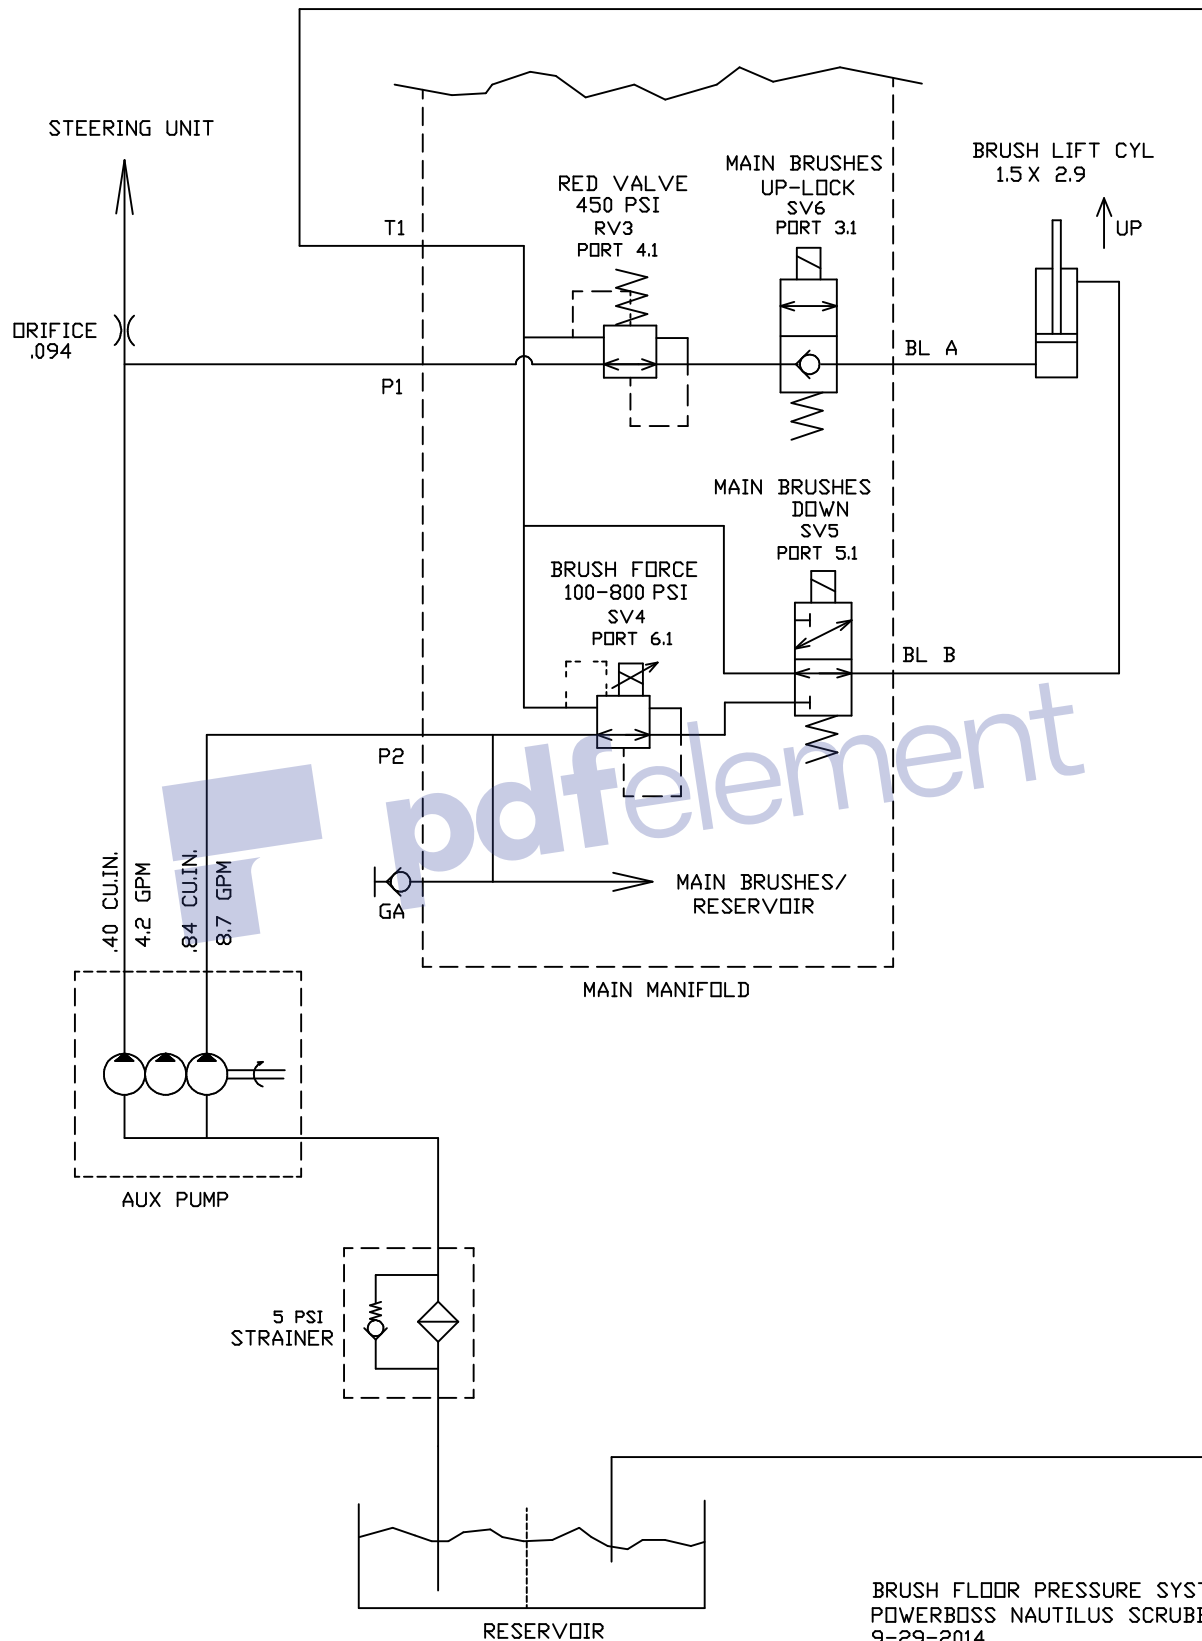 STEERING UNIT
ORIFICE
.094
T1
P1
RED VALVE
450 PSI
RV3
PORT 4.1
MAIN BRUSHES
UP-LOCK
SV6
PORT 3.1
BRUSH LIFT CYL
1.5 X 2.9
UP
BL A
MAIN BRUSHES
DOWN
SV5
PORT 5.1
BRUSH FORCE
100-800 PSI
SV4
PORT 6.1
BL B
P2
pdfelement
.40 CU.IN.
4.2 GPM
.84 CU.IN.
8.7 GPM
GA
MAIN BRUSHES/
RESERVOIR
MAIN MANIFOLD
AUX PUMP
5 PSI
STRAINER
RESERVOIR
BRUSH FLOOR PRESSURE
POWERBOSS NAUTILUS
9-29-2014